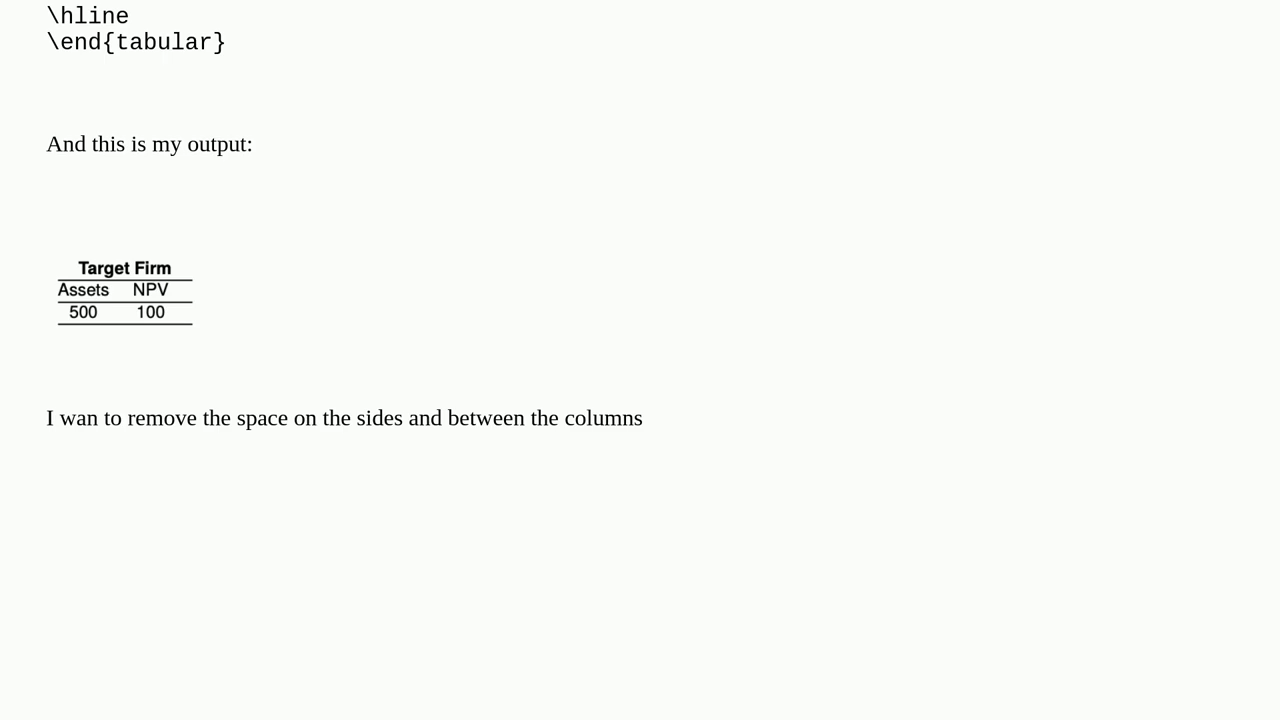 \hline
\end{tabular}
And this is my output:
Target Firm
Assets NPV
500 100
I wan to remove the space on the sides and between the columns